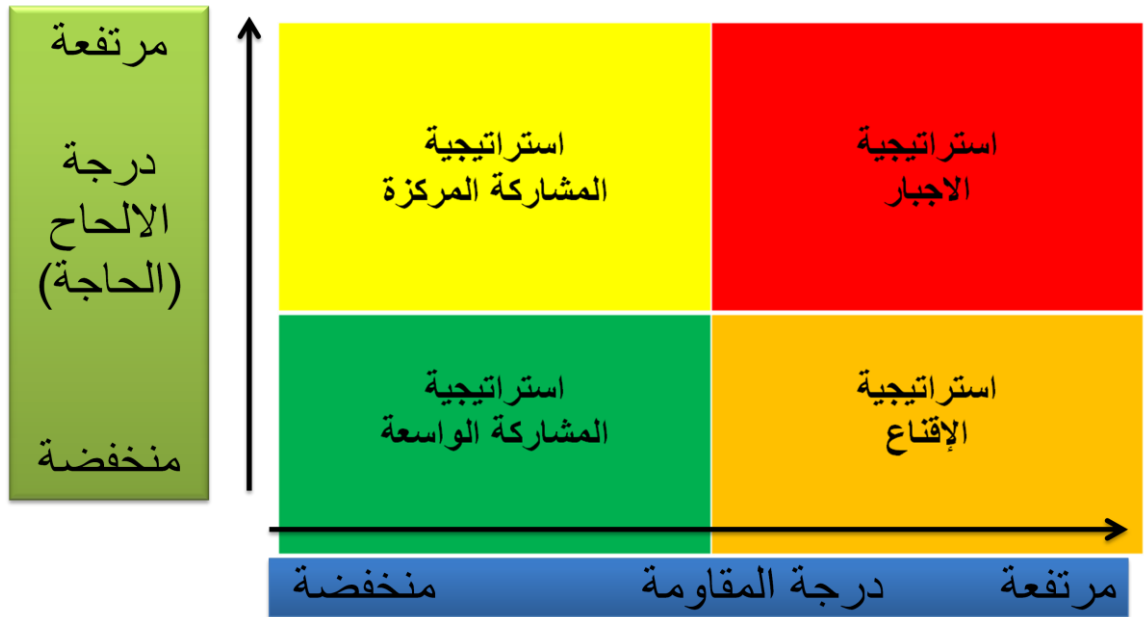 مرتفعة
درجة
الالحاح
(الحاجة)
منخفضة
استراتيجية
المشاركة المركزة
استراتيجية
الاجبار
استراتيجية
المشاركة الواسعة
استراتيجية
الإقناع
منخفضة درجة المقاومة مرتفعة